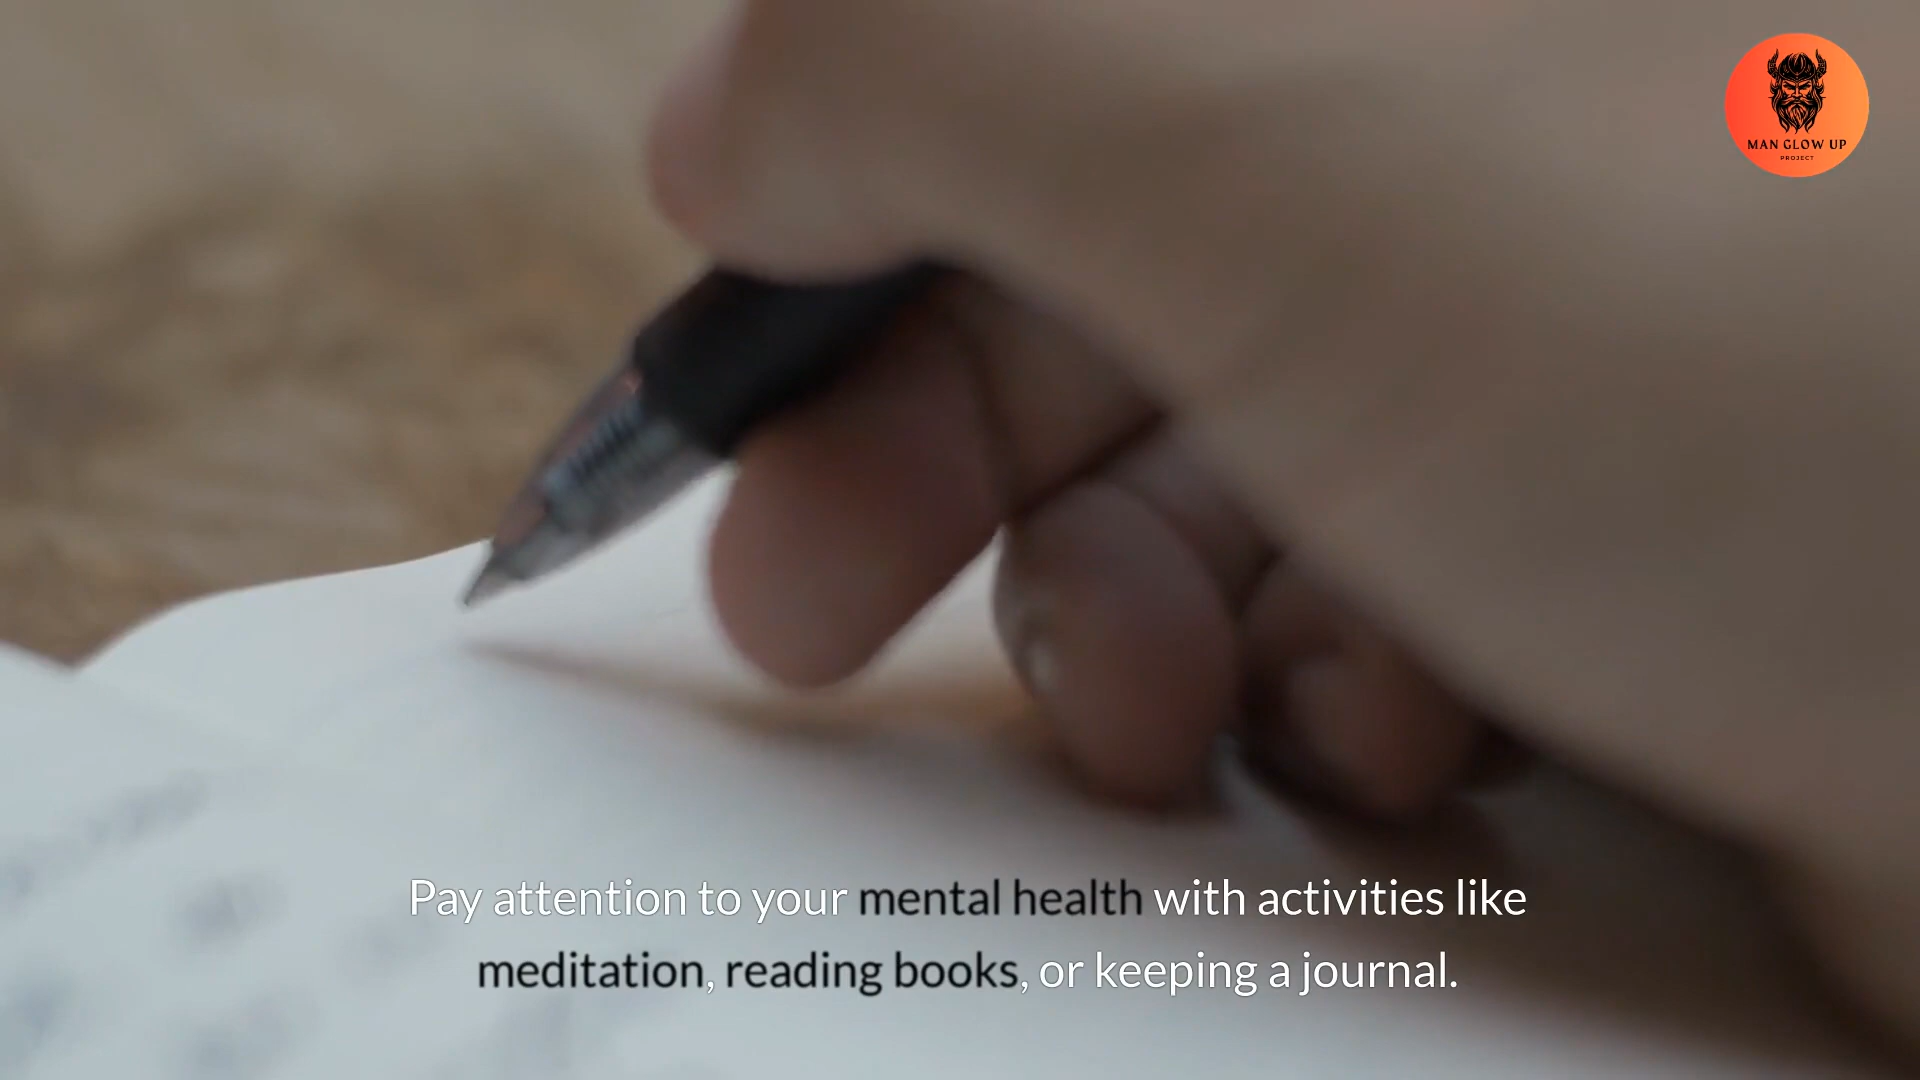 MAN GLOW UP
PROJECT
Pay attention to your mental health with activities like
meditation, reading books, or keeping a journal.